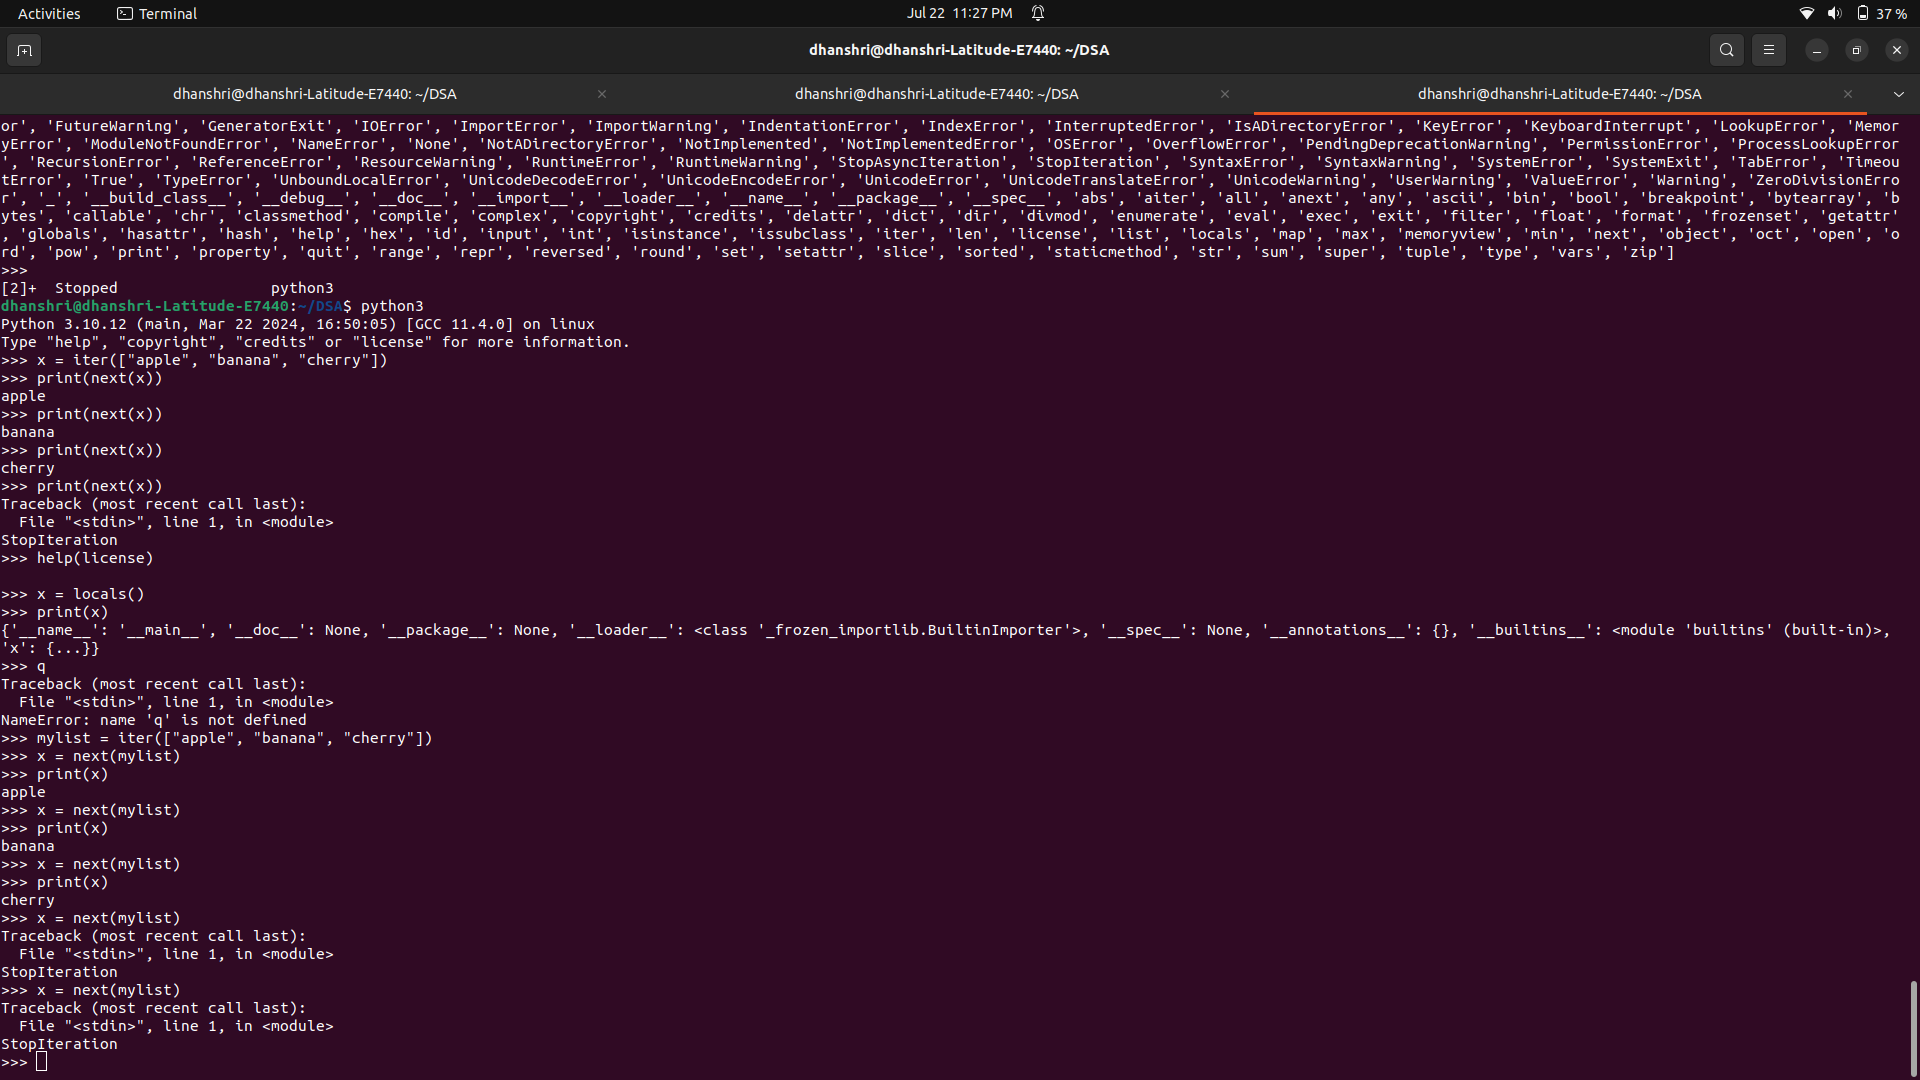 Activities Terminal Jul 22 11:27 PM 37 %
dhanshri@dhanshri-Latitude-E7440: ~/DSA
dhanshri@dhanshri-Latitude-E7440: ~/DSA dhanshri@dhanshri-Latitude-E7440: ~/DSA dhanshri@dhanshri-Latitude-E7440: ~/DSA
or', 'FutureWarning', 'GeneratorExit', 'IOError', 'ImportError', 'ImportWarning', 'IndentationError', 'IndexError', 'InterruptedError', 'IsADirectoryError', 'KeyError', 'KeyboardInterrupt', 'LookupError', 'Memor
yError', 'ModuleNotFoundError', 'NameError', 'None', 'NotADirectoryError', 'NotImplemented', 'NotImplementedError', 'OSError', 'OverflowError', 'PendingDeprecationWarning', 'PermissionError', 'ProcessLookupError
', 'RecursionError', 'ReferenceError', 'ResourceWarning', 'RuntimeError', 'RuntimeWarning', 'StopAsyncIteration', 'StopIteration', 'SyntaxError', 'SyntaxWarning', 'SystemError', 'SystemExit', 'TabError', 'Timeou
tError', 'True', 'TypeError', 'UnboundLocalError', 'UnicodeDecodeError', 'UnicodeEncodeError', 'UnicodeError', 'UnicodeTranslateError', 'UnicodeWarning', 'UserWarning', 'ValueError', 'Warning', 'ZeroDivisionErro
r', '_', '__build_class__', '__debug__', '__doc__', '__import__', '__loader__', '__name__', '__package__', '__spec__', 'abs', 'aiter', 'all', 'anext', 'any', 'ascii', 'bin', 'bool', 'breakpoint', 'bytearray', 'b
ytes', 'callable', 'chr', 'classmethod', 'compile', 'complex', 'copyright', 'credits', 'delattr', 'dict', 'dir', 'divmod', 'enumerate', 'eval', 'exec', 'exit', 'filter', 'float', 'format', 'frozenset', 'getattr'
, 'globals', 'hasattr', 'hash', 'help', 'hex', 'id', 'input', 'int', 'isinstance', 'issubclass', 'iter', 'len', 'license', 'list', 'locals', 'map', 'max', 'memoryview', 'min', 'next', 'object', 'oct', 'open', 'o
rd', 'pow', 'print', 'property', 'quit', 'range', 'repr', 'reversed', 'round', 'set', 'setattr', 'slice', 'sorted', 'staticmethod', 'str', 'sum', 'super', 'tuple', 'type', 'vars', 'zip']
>>>
[2]+  Stopped                 python3
dhanshri@dhanshri-Latitude-E7440:~/DSA$ python3
Python 3.10.12 (main, Mar 22 2024, 16:50:05) [GCC 11.4.0] on linux
Type "help", "copyright", "credits" or "license" for more information.
>>> x = iter(["apple", "banana", "cherry"])
>>> print(next(x))
apple
>>> print(next(x))
banana
>>> print(next(x))
cherry
>>> print(next(x))
Traceback (most recent call last):
  File "<stdin>", line 1, in <module>
StopIteration
>>> help(license)

>>> x = locals()
>>> print(x)
{'__name__': '__main__', '__doc__': None, '__package__': None, '__loader__': <class '_frozen_importlib.BuiltinImporter'>, '__spec__': None, '__annotations__': {}, '__builtins__': <module 'builtins' (built-in)>,
'x': {...}}
>>> q
Traceback (most recent call last):
  File "<stdin>", line 1, in <module>
NameError: name 'q' is not defined
>>> mylist = iter(["apple", "banana", "cherry"])
>>> x = next(mylist)
>>> print(x)
apple
>>> x = next(mylist)
>>> print(x)
banana
>>> x = next(mylist)
>>> print(x)
cherry
>>> x = next(mylist)
Traceback (most recent call last):
  File "<stdin>", line 1, in <module>
StopIteration
>>> x = next(mylist)
Traceback (most recent call last):
  File "<stdin>", line 1, in <module>
StopIteration
>>>